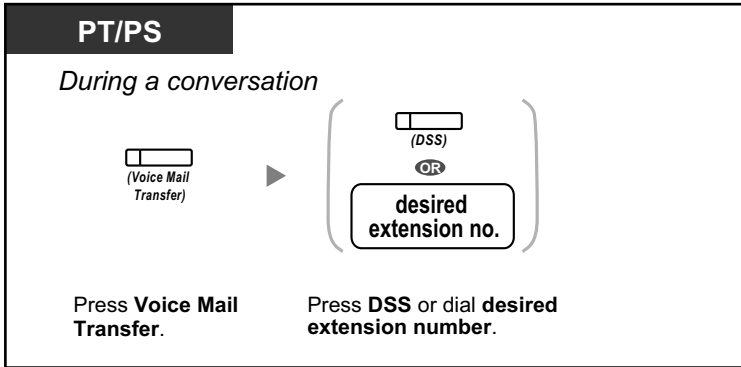 PT/PS
During a conversation
(DSS)
OR
(Voice Mail
Transfer)
desired
extension no.
Press Voice Mail
Transfer.
Press DSS or dial desired
extension number.